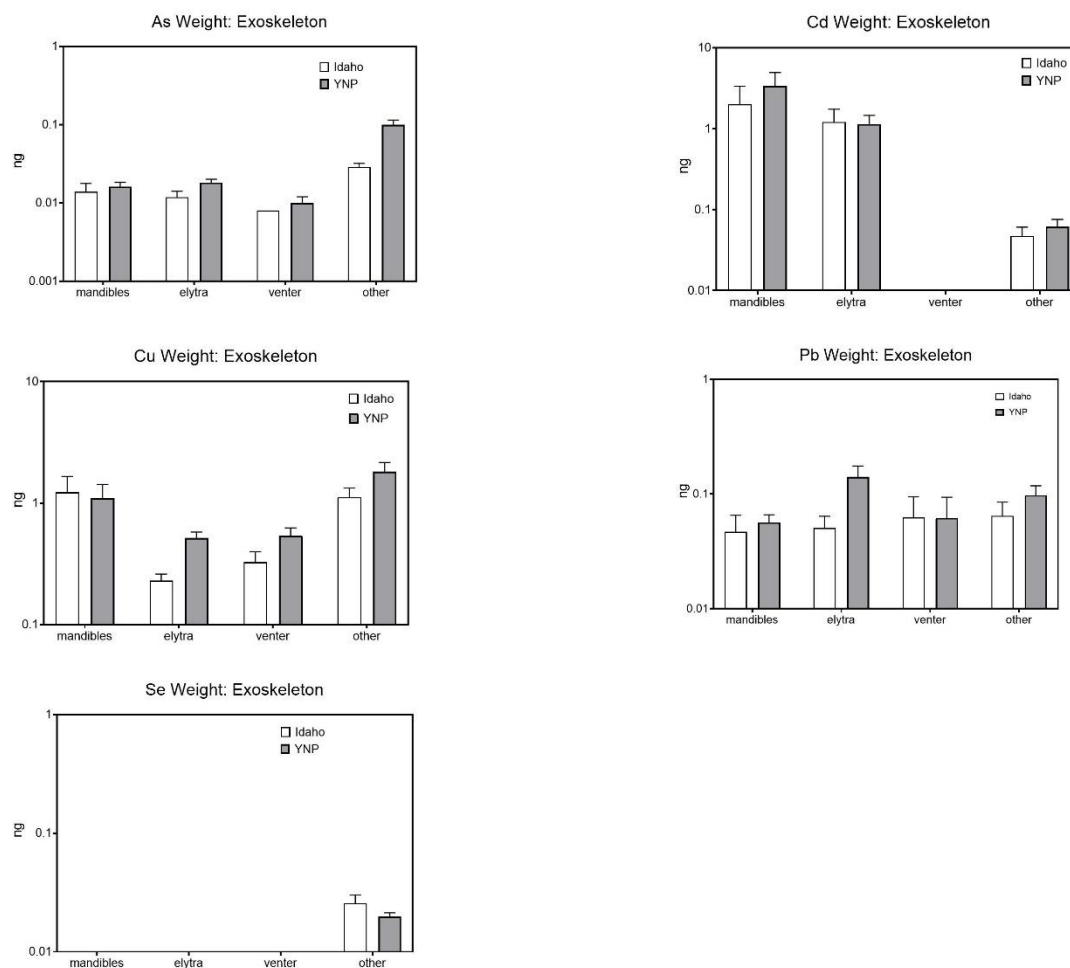 As Weight: Exoskeleton
1
0.1
0.01
0.001
ng
Idaho
YNP
mandibles elytra venter other
Cd Weight: Exoskeleton
10
1
0.1
0.01
ng
Idaho
YNP
mandibles elytra venter other
Cu Weight: Exoskeleton
10
1
0.1
ng
Idaho
YNP
mandibles elytra venter other
Pb Weight: Exoskeleton
1
0.1
0.01
ng
Idaho
YNP
mandibles elytra venter other
Se Weight: Exoskeleton
1
0.1
0.01
ng
Idaho
YNP
mandibles elytra venter other